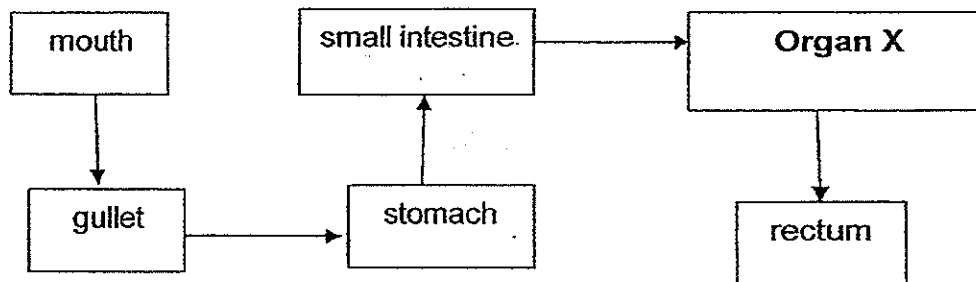 mouth
small intestine.
Organ X
gullet
stomach
rectum